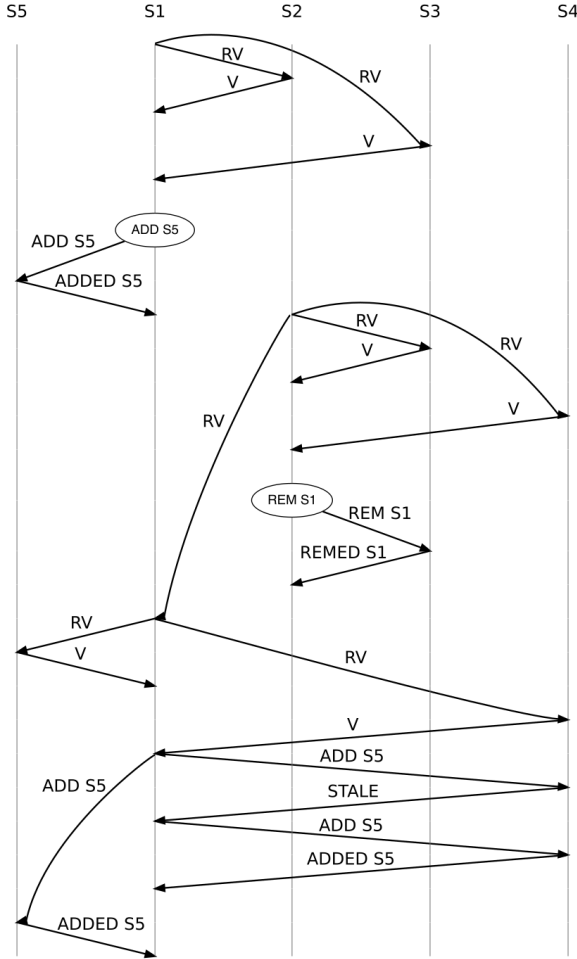 S5 S1 S2 S3 S4
RV
RV
V
V
ADD S5
ADD S5
ADDED S5
RV
RV
V
V
RV
REM S1
REM S1
REMED S1
RV
V
RV
V
ADD S5
ADD S5
STALE
ADD S5
ADDED S5
ADDED S5